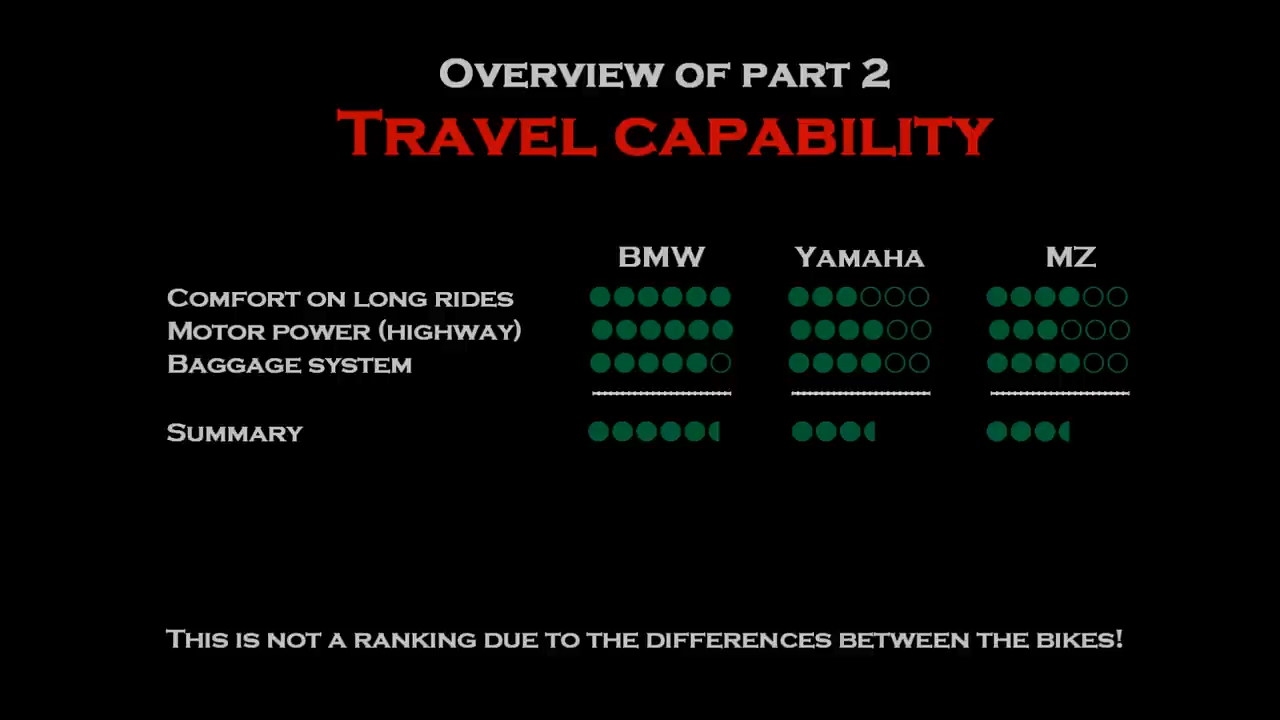 Overview of part 2
Travel capability
BMW Yamaha MZ
Comfort on long rides
Motor power (highway)
Baggage system
Summary
This is not a ranking due to the differences between the bikes!